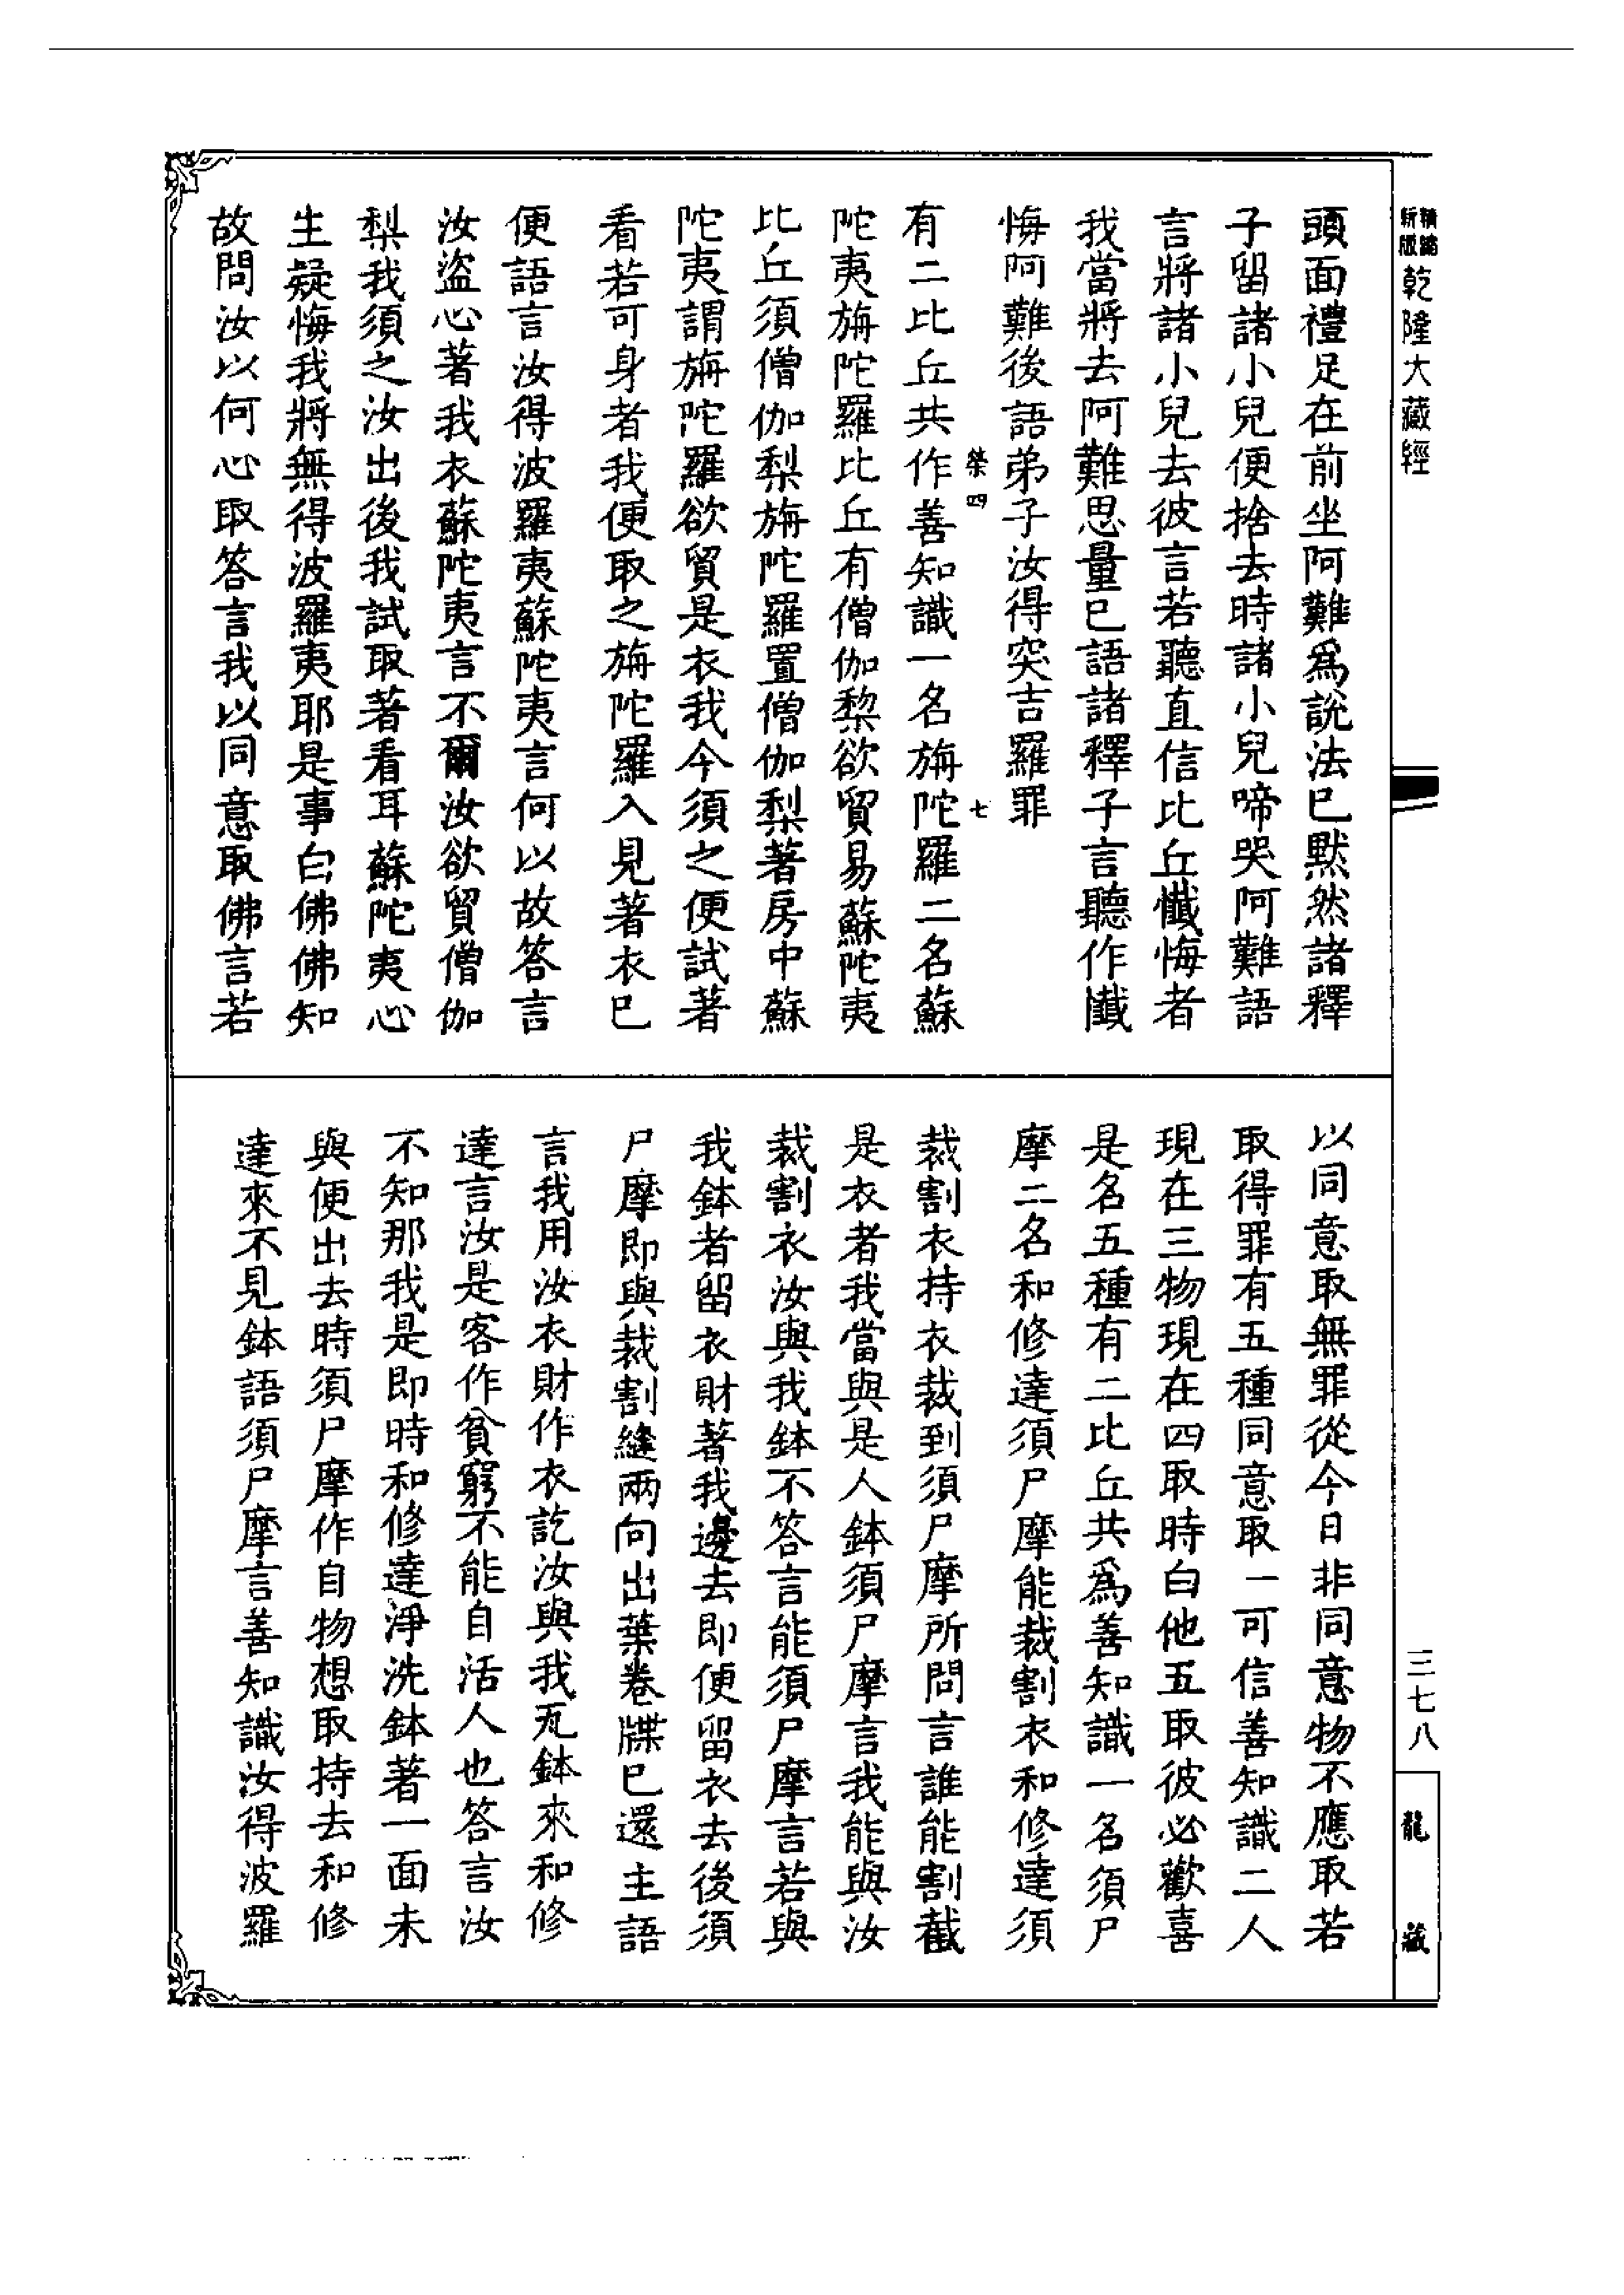 新版精縮乾隆大藏經
頭面禮足在前坐阿難爲說法已默然諸釋
子留諸小兒便捨去時諸小兒啼哭阿難語
言將諸小兒去彼言若聽直信比丘懺悔者
我當將去阿難思量已語諸釋子言聽作懺
悔阿難後語弟子汝得突吉羅罪
榮四 七
有二比丘共作善知識一名旃陀羅二名蘇
陀夷旃陀羅比丘有僧伽棃欲貿易蘇陀夷
比丘須僧伽梨旃陀羅置僧伽梨著房中蘇
陀夷謂旃陀羅欲貿是衣我今須之便試著
看若可身者我便取之旃陀羅入見著衣已
便語言汝得波羅夷蘇陀夷言何以故答言
汝盜心著我衣蘇陀夷言不爾汝欲貿僧伽
梨我須之汝出後我試取著看耳蘇陀夷心
生疑悔我將無得波羅夷耶是事白佛佛知
故問汝以何心取答言我以同意取佛言若
以同意取無罪從今日非同意物不應取若
取得罪有五種同意取一可信善知識二人
現在三物現在四取時白他五取彼必歡喜
是名五種有二比丘共爲善知識一名須尸
摩二名和修達須尸摩能裁割衣和修達須
裁割衣持衣裁到須尸摩所問言誰能割截
是衣者我當與是人鉢須尸摩言我能與汝
裁割衣汝與我鉢不答言能須尸摩言若與
我鉢者留衣財著我邊去即便留衣去後須
尸摩即與裁割縫兩向出葉卷牒已還主語
言我用汝衣財作衣訖汝與我瓦鉢來和修
達言汝是客作貧窮不能自活人也答言汝
不知那我是即時和修達淨洗鉢著一面未
與便出去時須尸摩作自物想取持去和修
達來不見鉢語須尸摩言善知識汝得波羅
三七八
龍藏